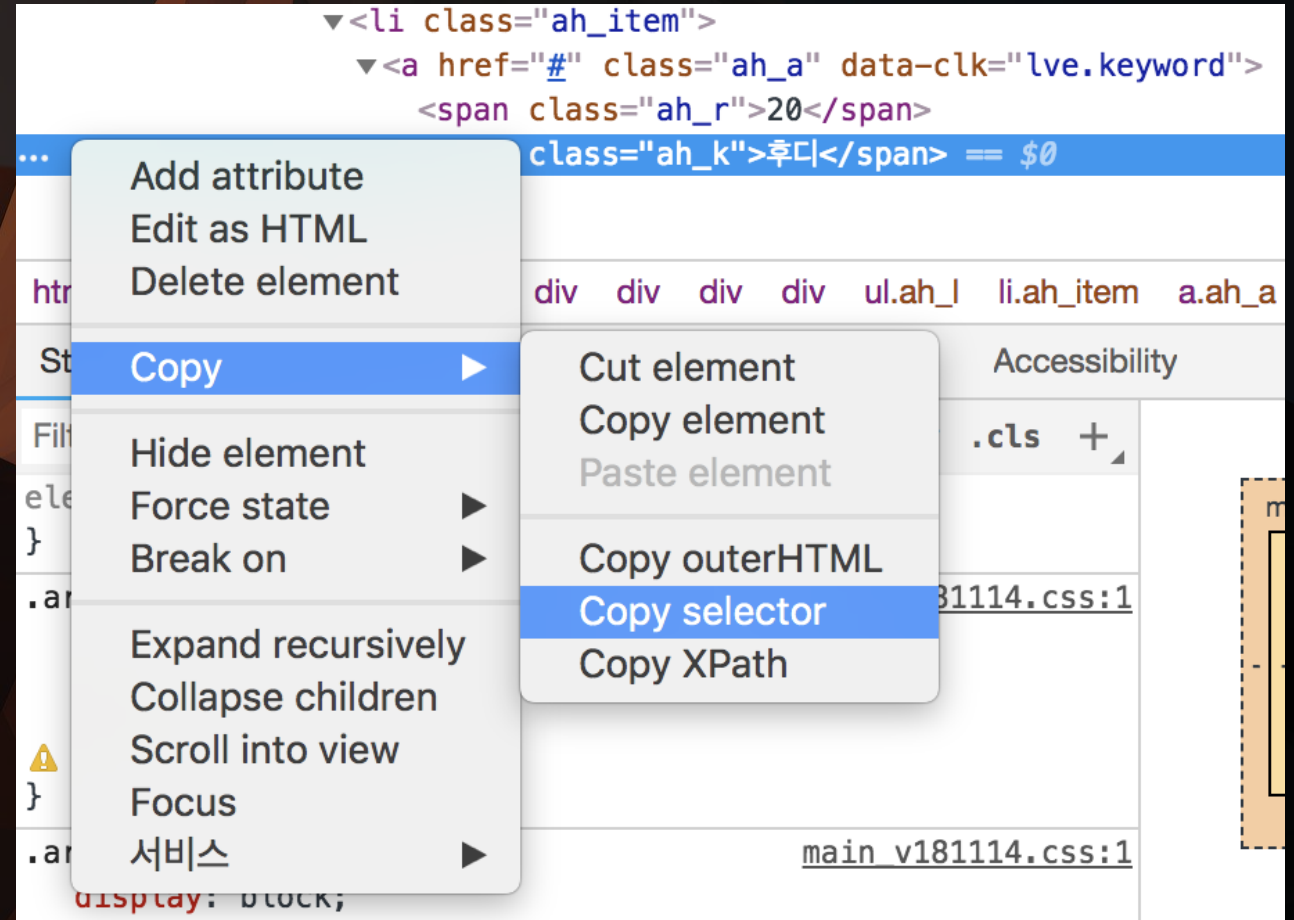 <li class="ah_item">
<a href="#" class="ah_a" data-clk="lve.keyword">
<span class="ah_r">20</span>
... class="ah_k">후디</span> == $0
Add attribute
Edit as HTML
Delete element
div div div div ul.ah_l li.ah_item a.ah_a
Copy
Cut element
Copy element
Paste element
Copy outerHTML
Copy selector
Copy XPath
Accessibility
.cls +
Hide element
Force state
Break on
}
81114.css:1
Expand recursively
Collapse children
Scroll into view
Focus
서비스
}
main_v181114.css:1
display: block;